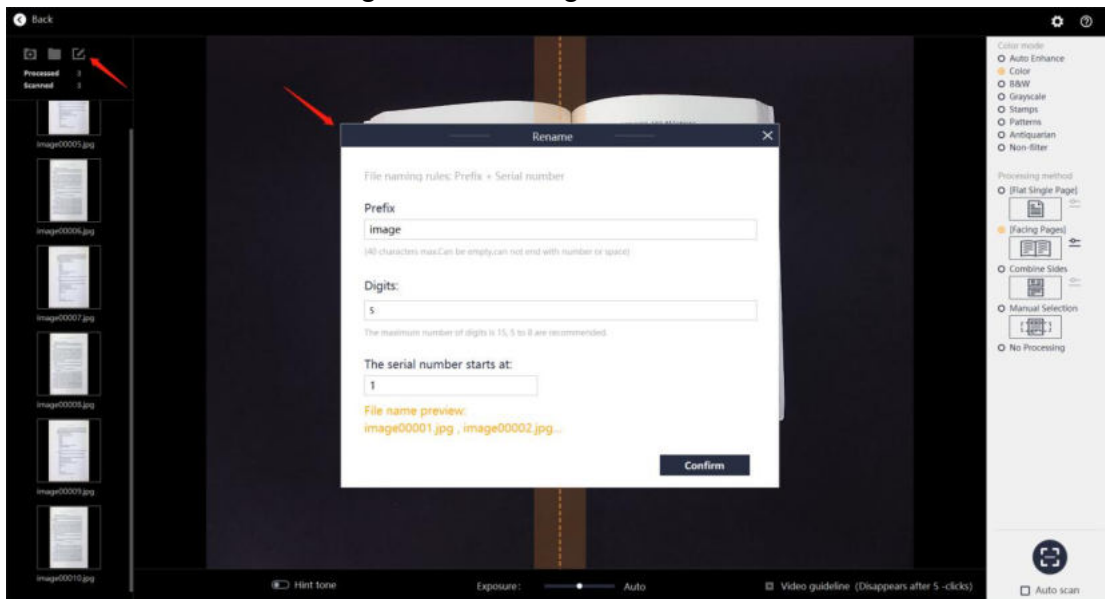 Back
Processed 3
Scanned 3
image00005.jpg
image00006.jpg
image00007.jpg
image00008.jpg
image00009.jpg
image00010.jpg
Rename
File naming rules: Prefix + Serial number
Prefix
image
(40 characters max.Can be empty,can not end with number or space)
Digits:
5
The maximum number of digits is 15, 5 to 8 are recommended.
The serial number starts at:
1
File name preview:
image00001.jpg , image00002.jpg...
Confirm
Hint tone
Exposure:
Auto
Video guideline (Disappears after 5 -clicks)
Color mode
Auto Enhance
Color
B&W
Grayscale
Stamps
Patterns
Antiquarian
Non-filter
Processing method
[Flat Single Page]
[Facing Pages]
Combine Sides
Manual Selection
No Processing
Auto scan